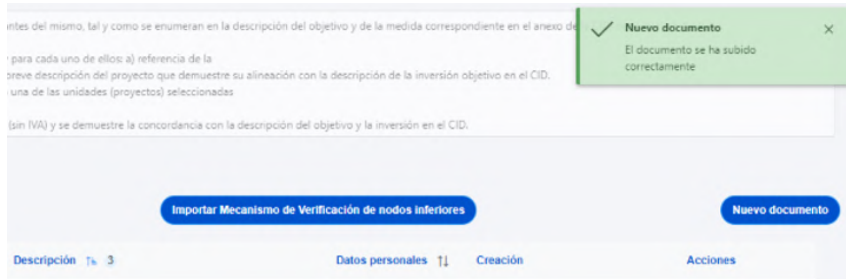 antes del mismo, tal y como se enumeran en la descripción del objetivo y de la medida correspondiente en el anexo de
Nuevo documento
El documento se ha subido
correctamente
para cada uno de ellos: a) referencia de la
breve descripción del proyecto que demuestre su alineación con la descripción de la inversión objetivo en el CID.
una de las unidades (proyectos) seleccionadas
(sin IVA) y se demuestre la concordancia con la descripción del objetivo y la inversión en el CID.
Importar Mecanismo de Verificación de nodos inferiores
Nuevo documento
Descripción 3 Datos personales Creación Acciones